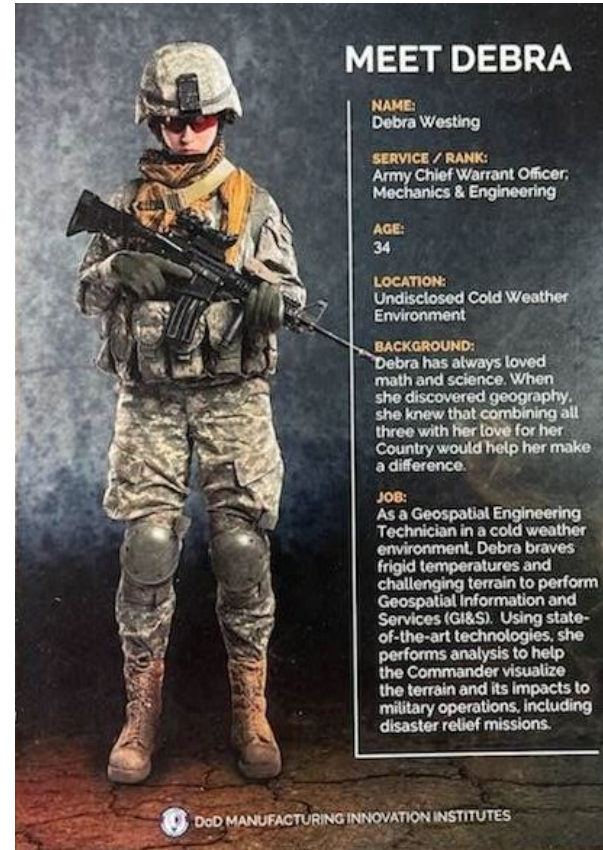 MEET DEBRA
NAME:
Debra Westing
SERVICE / RANK:
Army Chief Warrant Officer;
Mechanics & Engineering
AGE:
34
LOCATION:
Undisclosed Cold Weather
Environment
BACKGROUND:
Debra has always loved
math and science. When
she discovered geography,
she knew that combining all
three with her love for her
Country would help her make
a difference.
JOB:
As a Geospatial Engineering
Technician in a cold weather
environment, Debra braves
frigid temperatures and
challenging terrain to perform
Geospatial Information and
Services (GI&S). Using state-
of-the-art technologies, she
performs analysis to help
the Commander visualize
the terrain and its impacts to
military operations, including
disaster relief missions.
DoD MANUFACTURING INNOVATION INSTITUTES